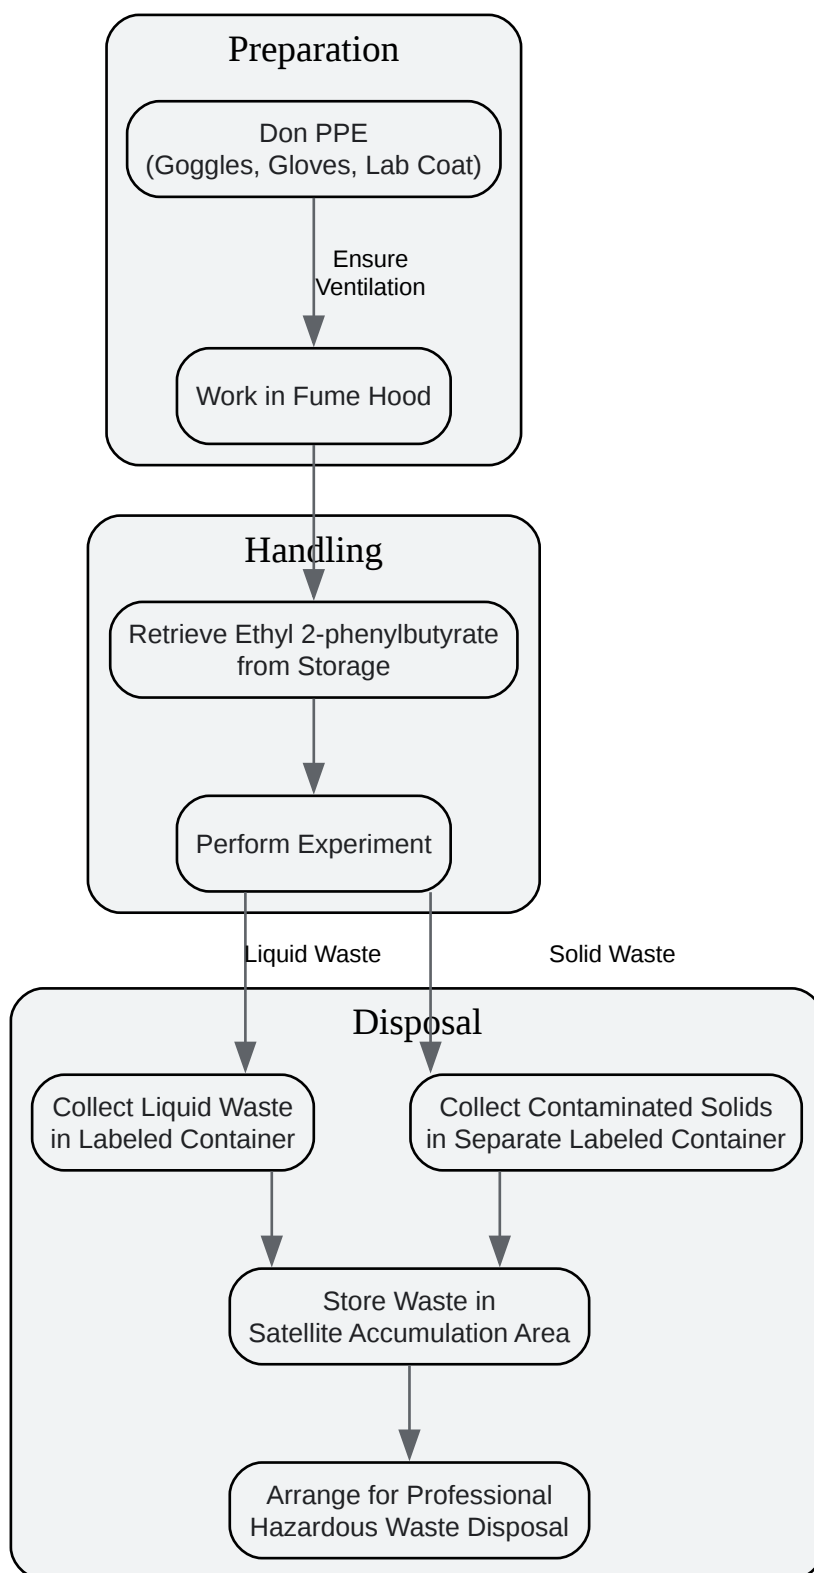 Preparation
Don PPE
(Goggles, Gloves, Lab Coat)
Ensure
Ventilation
Work in Fume Hood
Handling
Retrieve Ethyl 2-phenylbutyrate
from Storage
Perform Experiment
Liquid Waste
Solid Waste
Disposal
Collect Liquid Waste
in Labeled Container
Collect Contaminated Solids
in Separate Labeled Container
Store Waste in
Satellite Accumulation Area
Arrange for Professional
Hazardous Waste Disposal